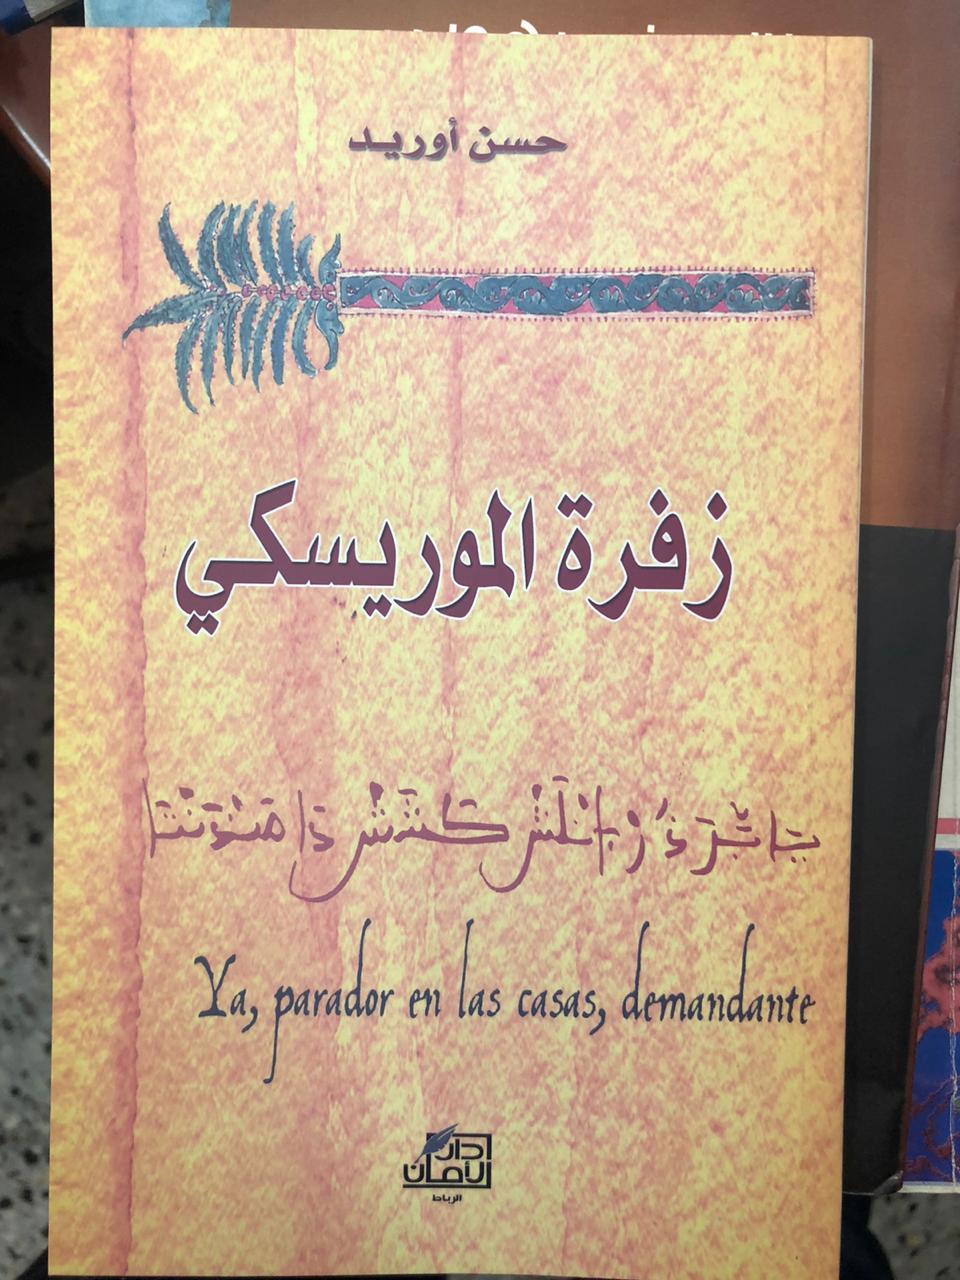 حسن أوريد
زفرة الموريسكي
Ya, parador en las casas, demandante
دار
الأمان
الرباط